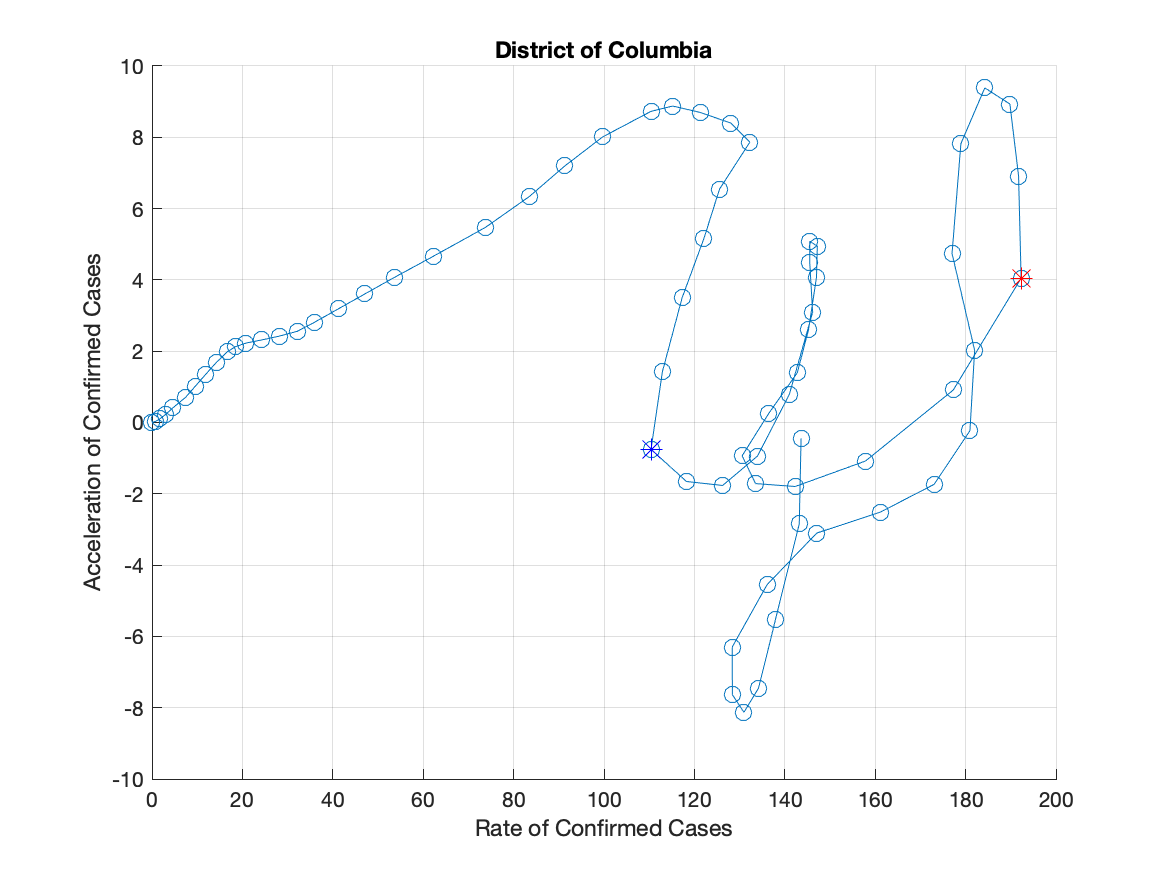 District of Columbia
Acceleration of Confirmed Cases
10
8
6
4
2
0
-2
-4
-6
-8
-10
0 20 40 60 80 100 120 140 160 180 200
Rate of Confirmed Cases